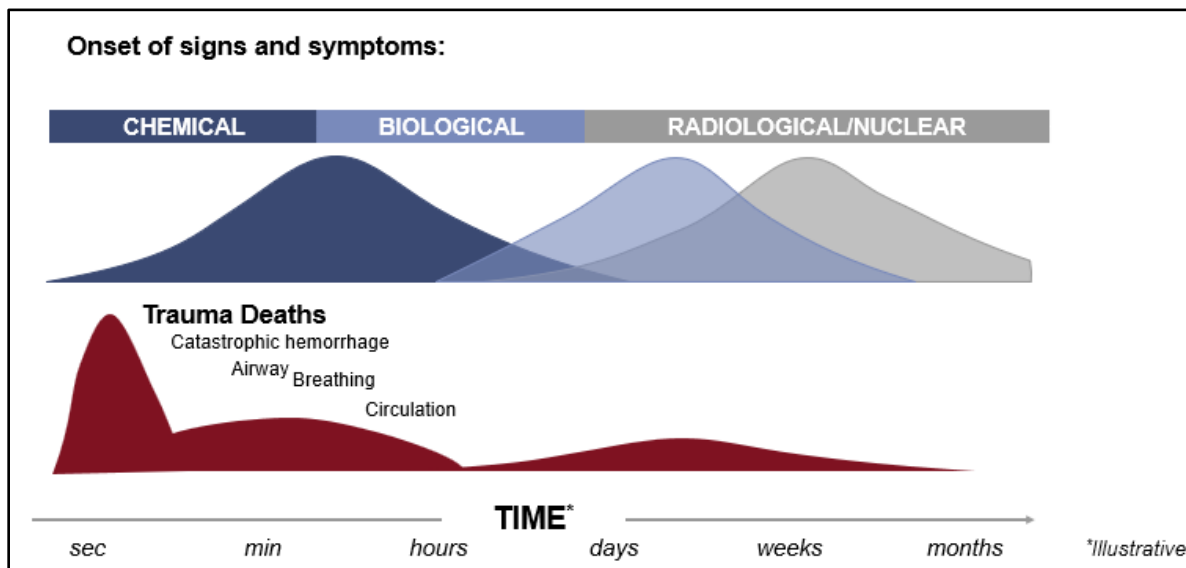 Onset of signs and symptoms:
CHEMICAL BIOLOGICAL RADIOLOGICAL/NUCLEAR
Trauma Deaths
Catastrophic hemorrhage
Airway
Breathing
Circulation
TIME*
sec min hours days weeks months *Illustrative